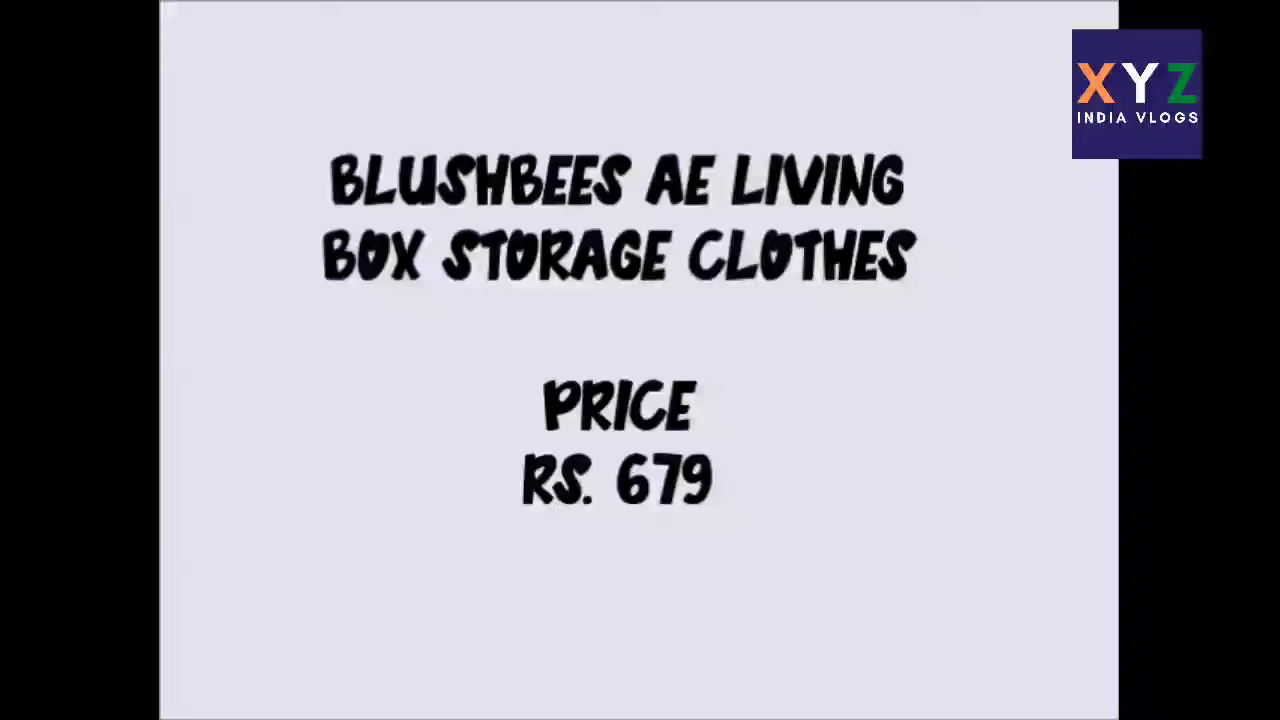 XYZ
INDIA VLOGS
BLUSHBEES AE LIVING
BOX STORAGE CLOTHES
PRICE
RS. 679